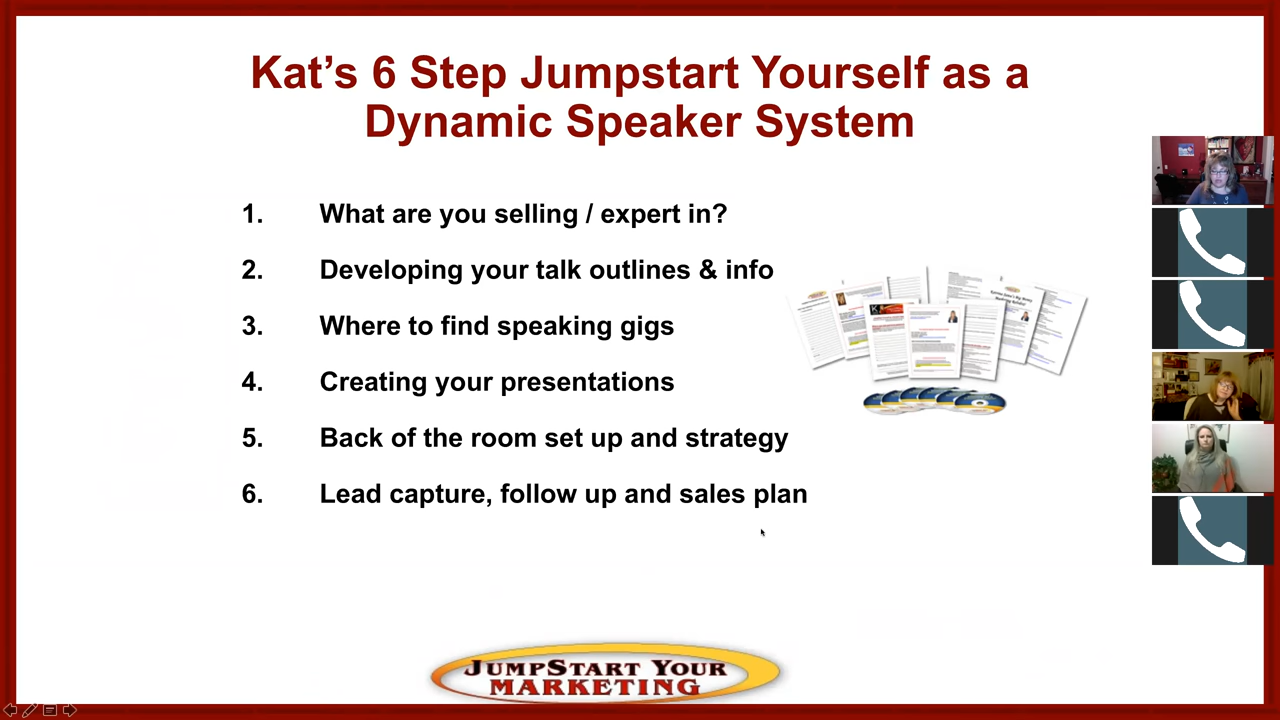 Kat’s 6 Step Jumpstart Yourself as a
Dynamic Speaker System
1. What are you selling / expert in?
2. Developing your talk outlines & info
3. Where to find speaking gigs
4. Creating your presentations
5. Back of the room set up and strategy
6. Lead capture, follow up and sales plan
JUMPSTART YOUR
MARKETING